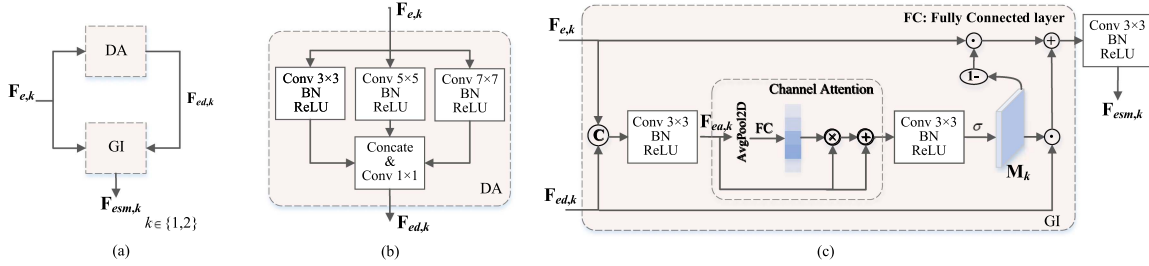 DA
F_{e,k}
F_{ed,k}
GI
F_{esm,k}
k∈{1,2}
(a)
F_{e,k}
Conv 3×3
BN
ReLU
Conv 5×5
BN
ReLU
Conv 7×7
BN
ReLU
Concate
&
Conv 1×1
DA
F_{ed,k}
(b)
FC: Fully Connected layer
F_{e,k}
Conv 3×3
BN
ReLU
F_{esm,k}
1-
Channel Attention
C
Conv 3×3
BN
ReLU
F_{ea,k}
AvgPool2D
FC
Conv 3×3
BN
ReLU
σ
M_k
F_{ed,k}
GI
(c)